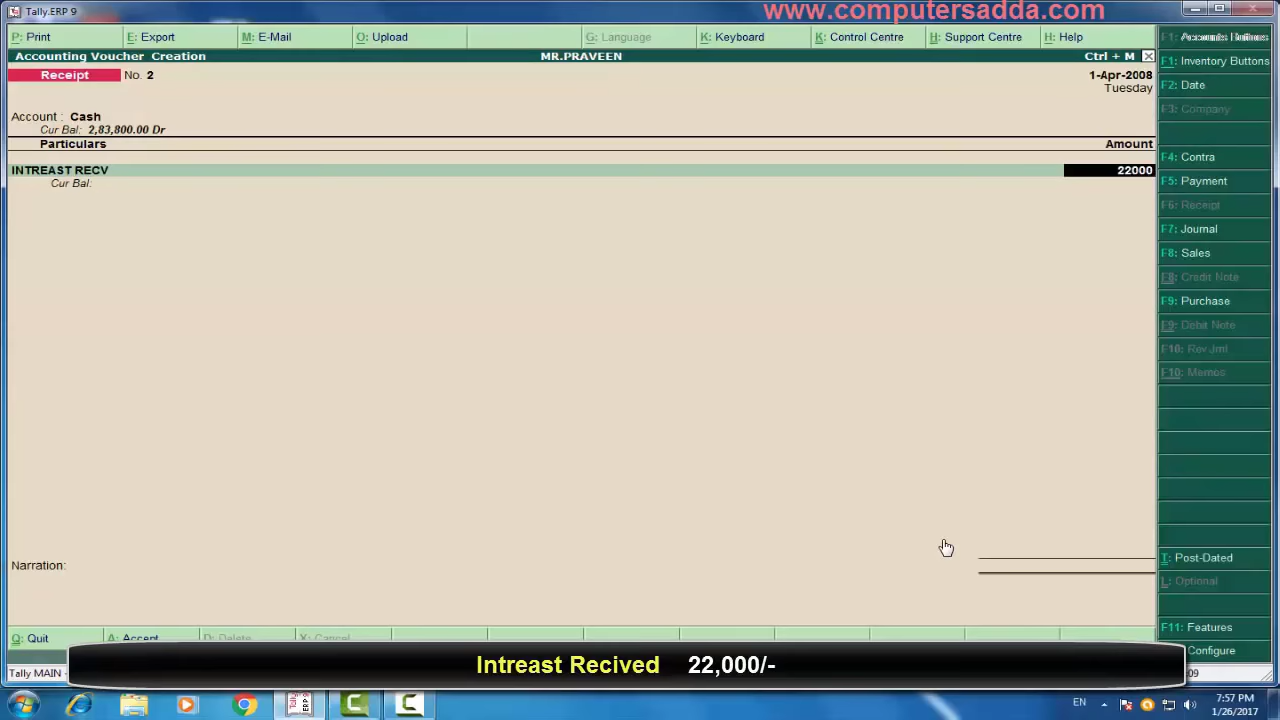 Tally.ERP 9
www.computersadda.com
P: Print E: Export M: E-Mail O: Upload G: Language K: Keyboard K: Control Centre H: Support Centre H: Help
Accounting Voucher Creation MR.PRAVEEN Ctrl + M
Receipt No. 2 1-Apr-2008
Tuesday
Account : Cash
Cur Bal: 2,83,800.00 Dr
Particulars Amount
INTREAST RECV 22000
Cur Bal:
Narration:
F1: Inventory Buttons
F2: Date
F3: Company
F4: Contra
F5: Payment
F6: Receipt
F7: Journal
F8: Sales
F8: Credit Note
F9: Purchase
F9: Debit Note
F10: Rev Jrnl
F10: Memos
T: Post-Dated
L: Optional
F11: Features
Configure
Q: Quit A: Accept D: Delete X: Cancel
Intreast Recived 22,000/-
Tally MAIN
09
EN 7:57 PM
1/26/2017